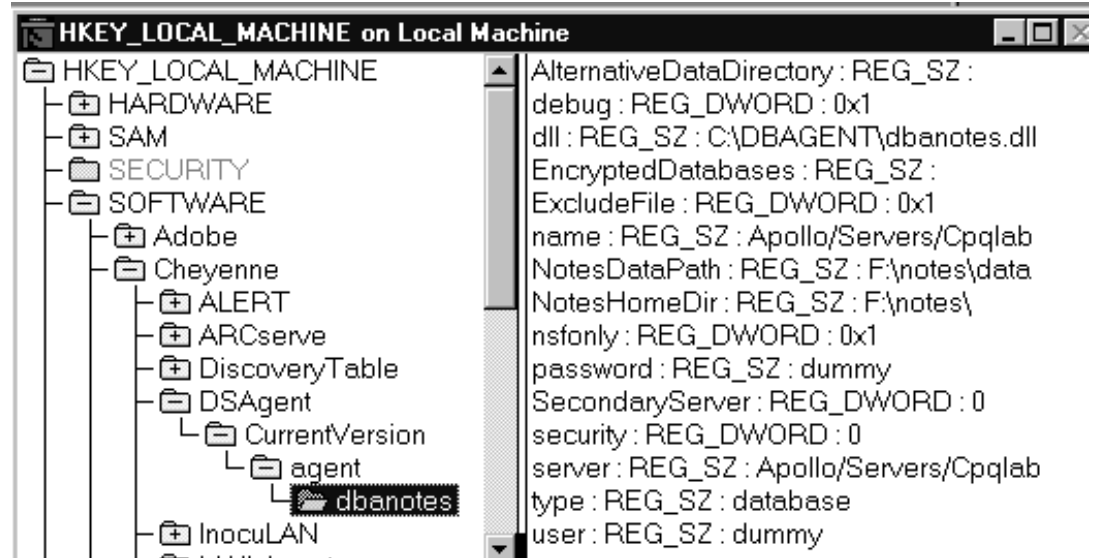 HKEY_LOCAL_MACHINE on Local Machine
HKEY_LOCAL_MACHINE
HARDWARE
SAM
SECURITY
SOFTWARE
Adobe
Cheyenne
ALERT
ARCserve
DiscoveryTable
DSAgent
CurrentVersion
agent
dbanotes
InocuLAN
AlternativeDataDirectory : REG_SZ :
debug : REG_DWORD : 0x1
dll : REG_SZ : C:\DBAGENT\dbanotes.dll
EncryptedDatabases : REG_SZ :
ExcludeFile : REG_DWORD : 0x1
name : REG_SZ : Apollo/Servers/Cpqlab
NotesDataPath : REG_SZ : F:\notes\data
NotesHomeDir : REG_SZ : F:\notes\
nsfonly : REG_DWORD : 0x1
password : REG_SZ : dummy
SecondaryServer : REG_DWORD : 0
security : REG_DWORD : 0
server : REG_SZ : Apollo/Servers/Cpqlab
type : REG_SZ : database
user : REG_SZ : dummy